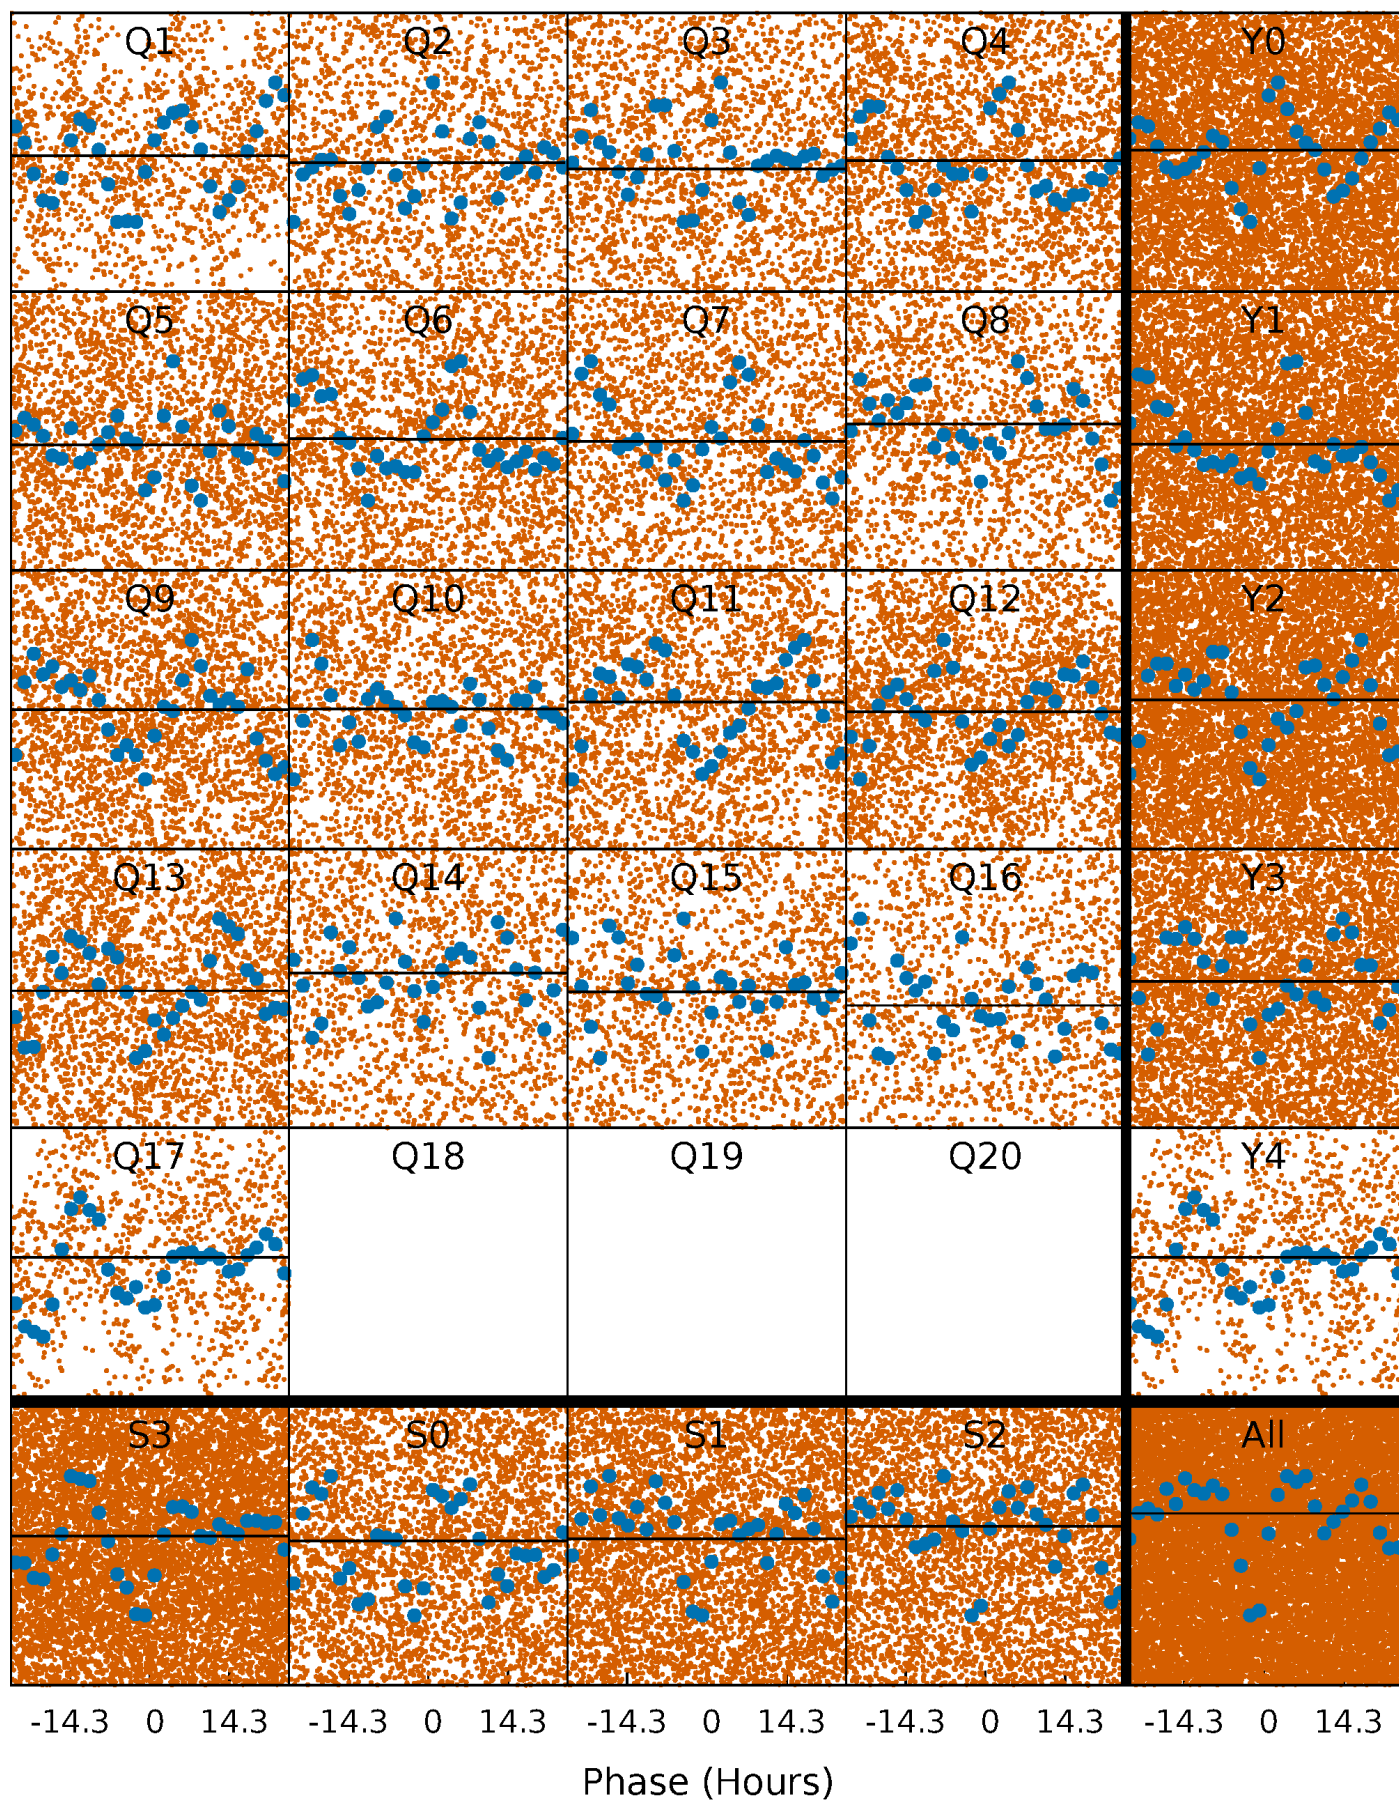 Q1 Q2 Q3 Q4 Y0
Q5 Q6 Q7 Q8 Y1
Q9 Q10 Q11 Q12 Y2
Q13 Q14 Q15 Q16 Y3
Q17 Q18 Q19 Q20 Y4
S3 S0 S1 S2 All
-14.3 0 14.3 -14.3 0 14.3 -14.3 0 14.3 -14.3 0 14.3 -14.3 0 14.3
Phase (Hours)